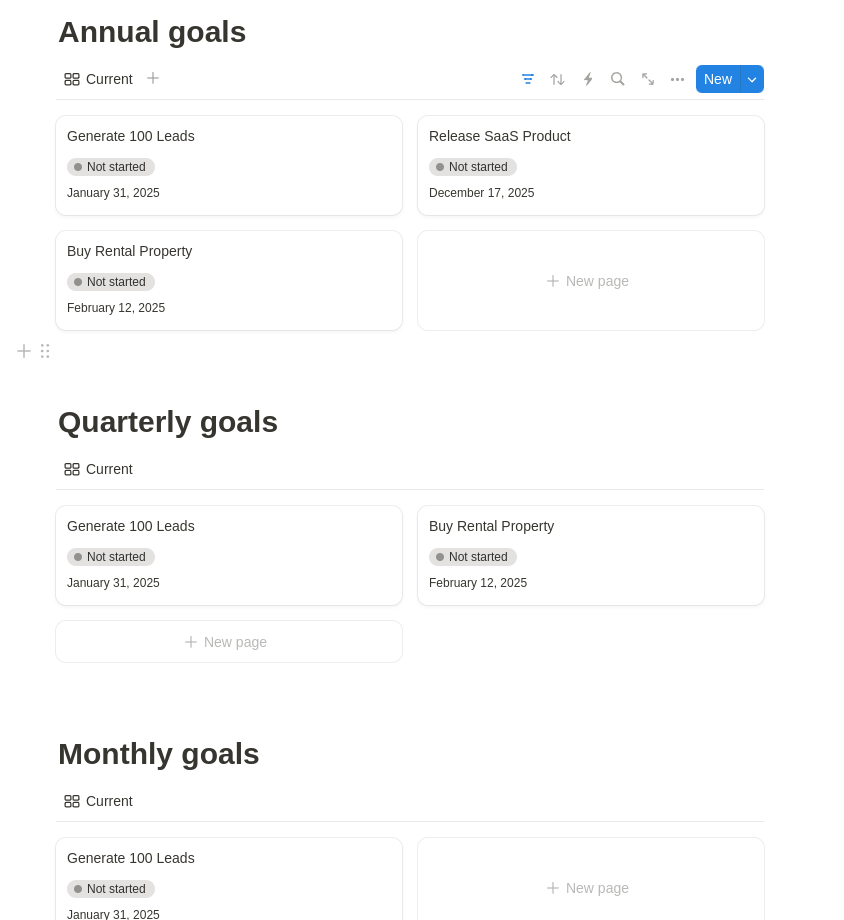 Annual goals
Current
New
Generate 100 Leads
Not started
January 31, 2025
Release SaaS Product
Not started
December 17, 2025
Buy Rental Property
Not started
February 12, 2025
New page
Quarterly goals
Current
Generate 100 Leads
Not started
January 31, 2025
Buy Rental Property
Not started
February 12, 2025
New page
Monthly goals
Current
Generate 100 Leads
Not started
January 31, 2025
New page